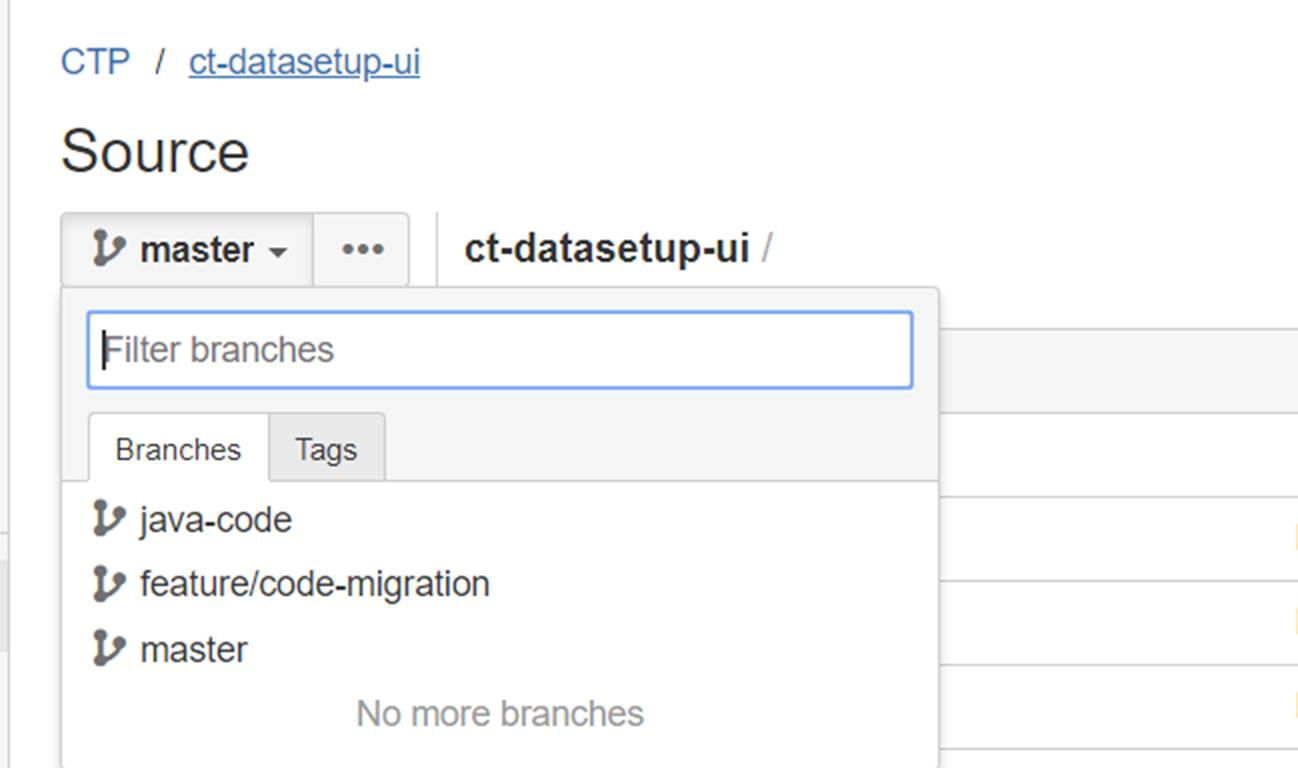 CTP / ct-datasetup-ui
Source
master ••• ct-datasetup-ui /
Filter branches
Branches Tags
java-code
feature/code-migration
master
No more branches